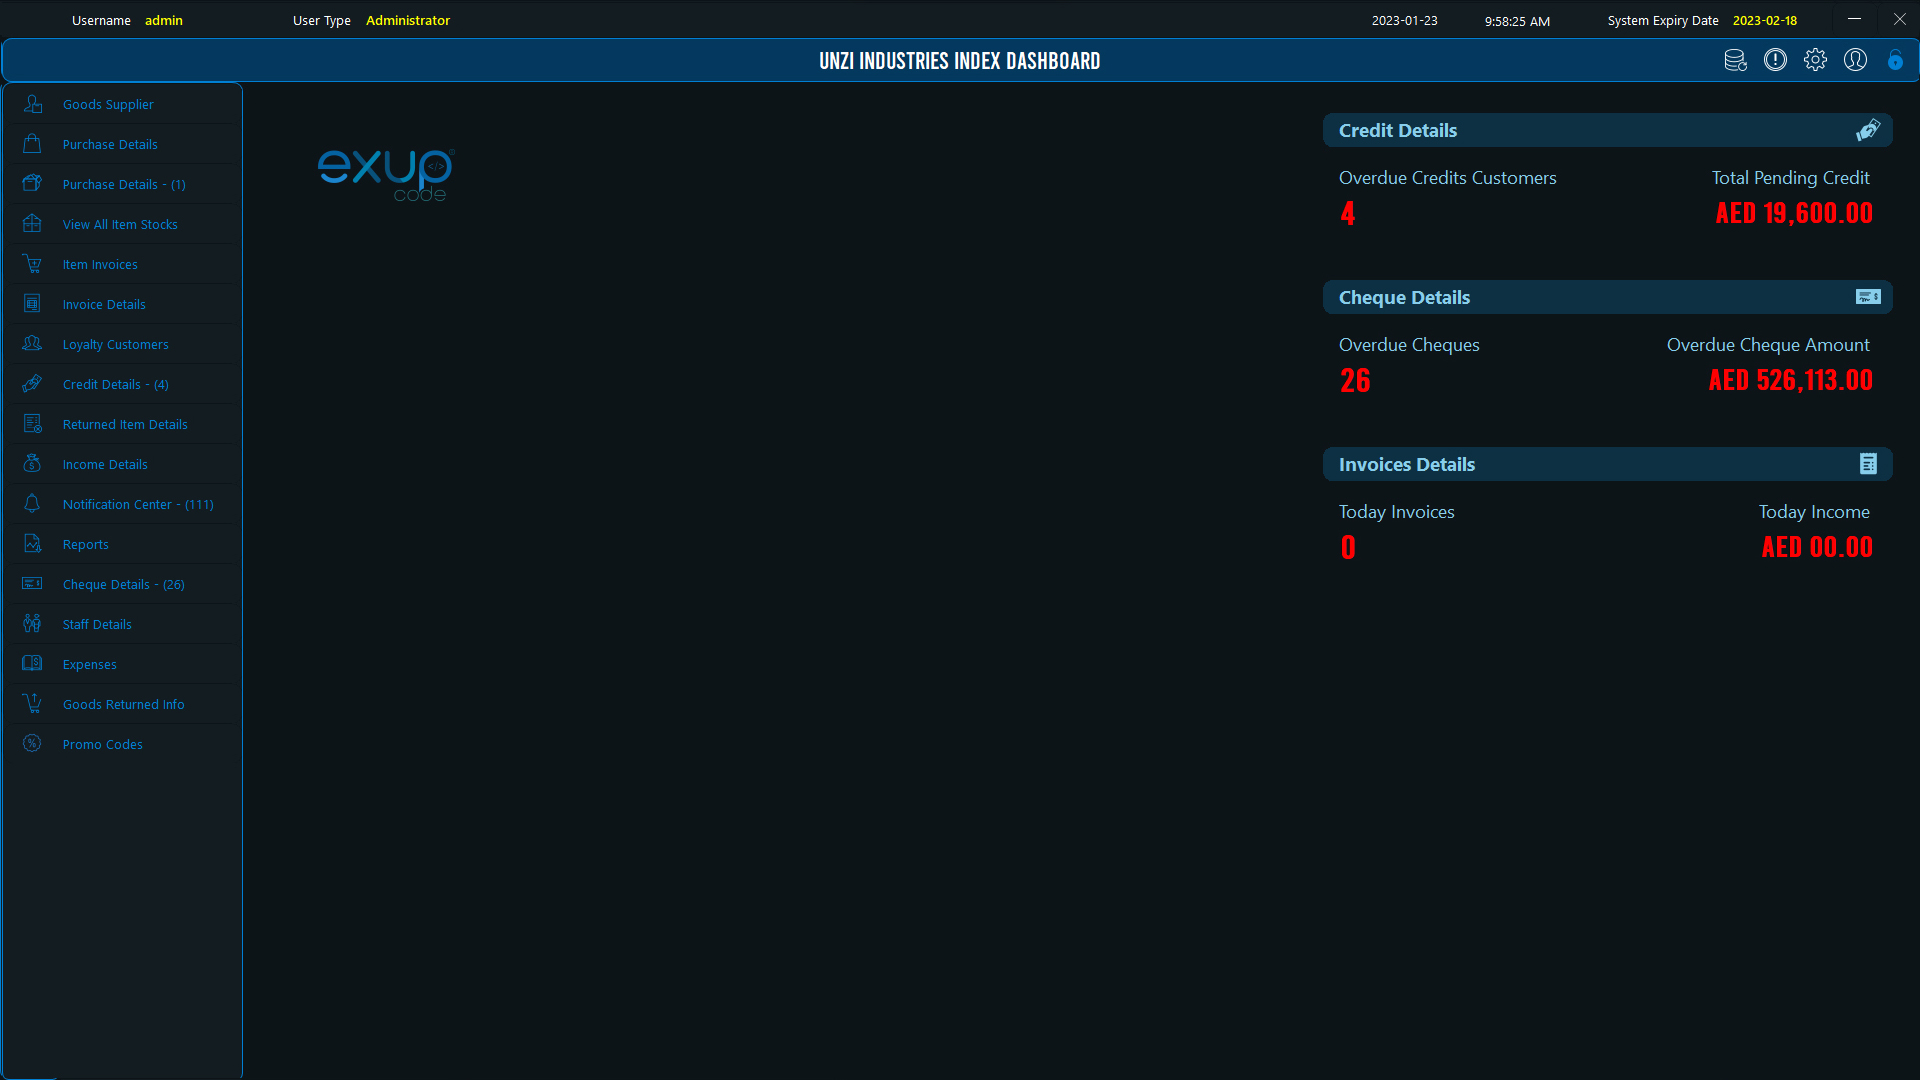 Username admin User Type Administrator 2023-01-23 9:58:25 AM System Expiry Date 2023-02-18
UNZI INDUSTRIES INDEX DASHBOARD
Goods Supplier
Purchase Details
Purchase Details - (1)
View All Item Stocks
Item Invoices
Invoice Details
Loyalty Customers
Credit Details - (4)
Returned Item Details
Income Details
Notification Center - (111)
Reports
Cheque Details - (26)
Staff Details
Expenses
Goods Returned Info
Promo Codes
exup®
</>
code
Credit Details
Overdue Credits Customers Total Pending Credit
4 AED 19,600.00
Cheque Details
Overdue Cheques Overdue Cheque Amount
26 AED 526,113.00
Invoices Details
Today Invoices Today Income
0 AED 00.00